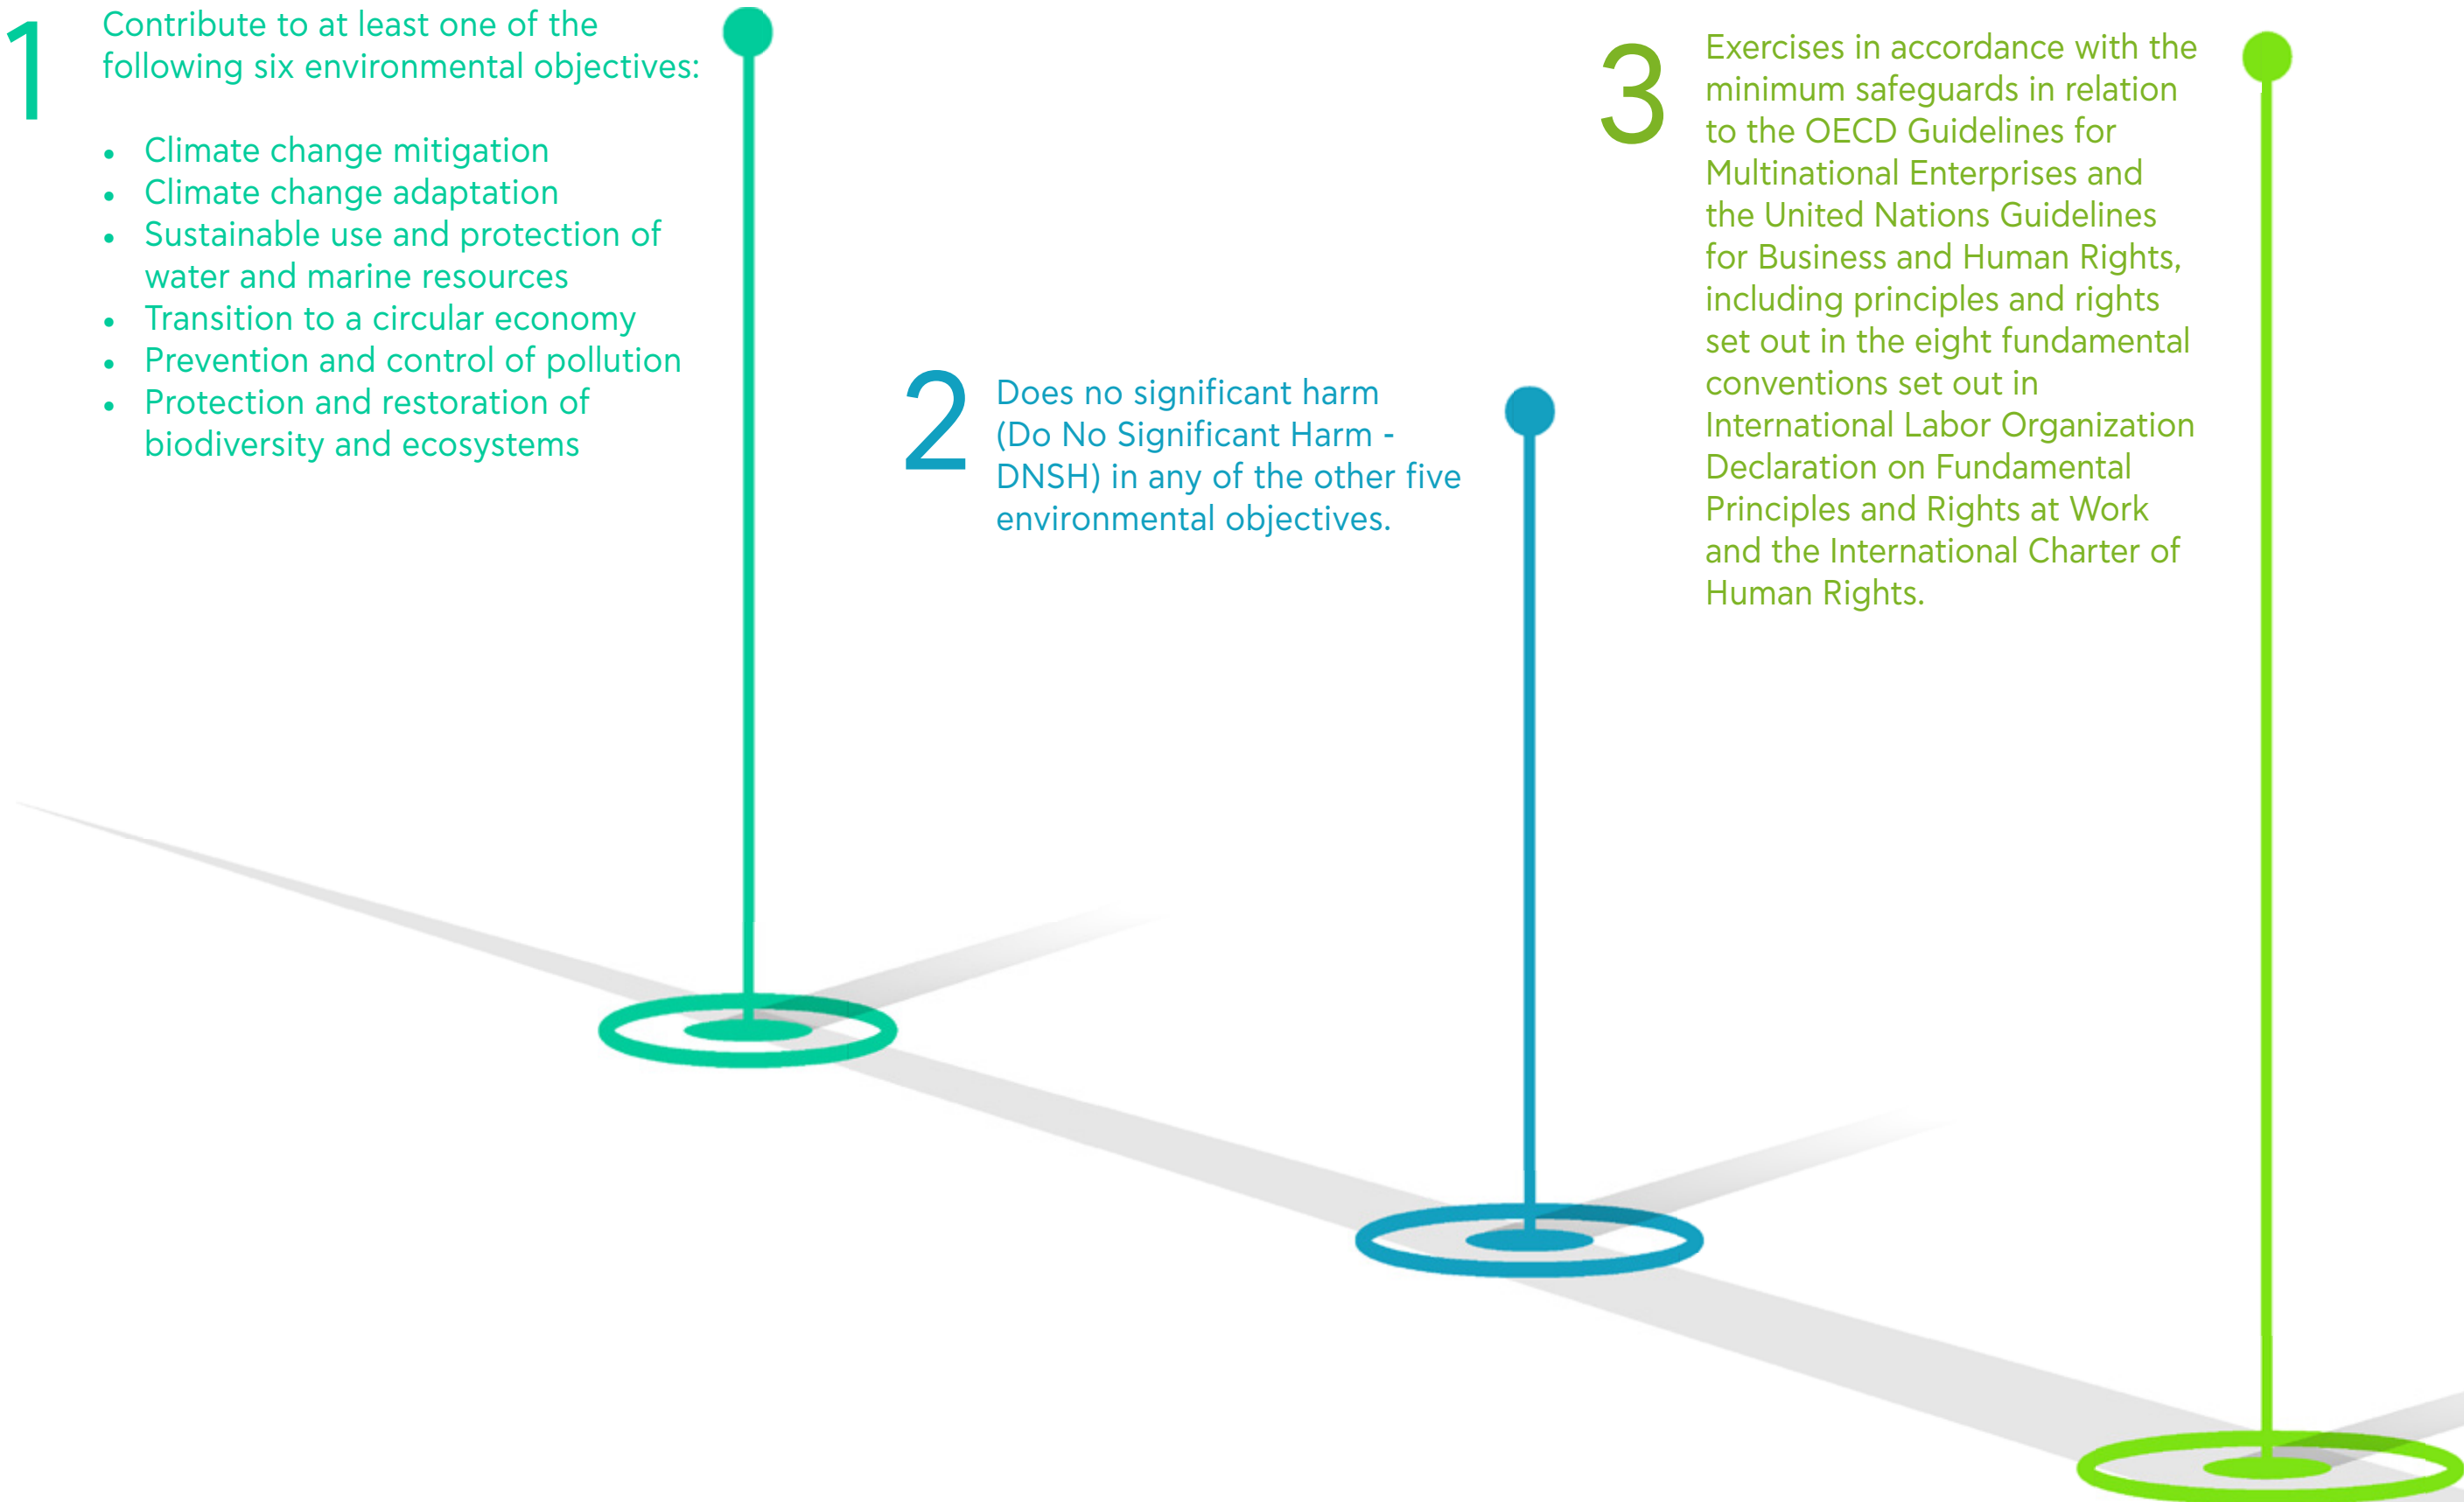 1
Contribute to at least one of the
following six environmental objectives:
• Climate change mitigation
• Climate change adaptation
• Sustainable use and protection of
water and marine resources
• Transition to a circular economy
• Prevention and control of pollution
• Protection and restoration of
biodiversity and ecosystems
2
Does no significant harm
(Do No Significant Harm -
DNSH) in any of the other five
environmental objectives.
3
Exercises in accordance with the
minimum safeguards in relation
to the OECD Guidelines for
Multinational Enterprises and
the United Nations Guidelines
for Business and Human Rights,
including principles and rights
set out in the eight fundamental
conventions set out in
International Labor Organization
Declaration on Fundamental
Principles and Rights at Work
and the International Charter of
Human Rights.